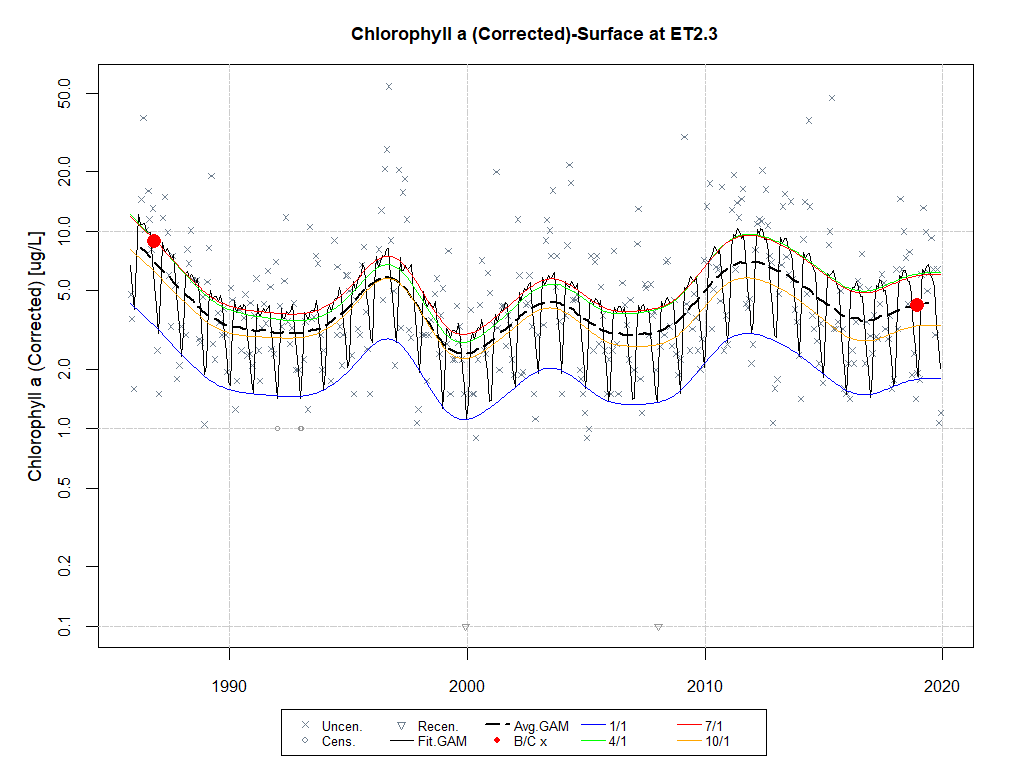 Chlorophyll a (Corrected)-Surface at ET2.3
Chlorophyll a (Corrected) [ug/L]
50.0
20.0
10.0
5.0
2.0
1.0
0.5
0.2
0.1
1990 2000 2010 2020
Uncen. Recen. Avg.GAM 1/1 7/1
Cens. Fit.GAM B/C x 4/1 10/1